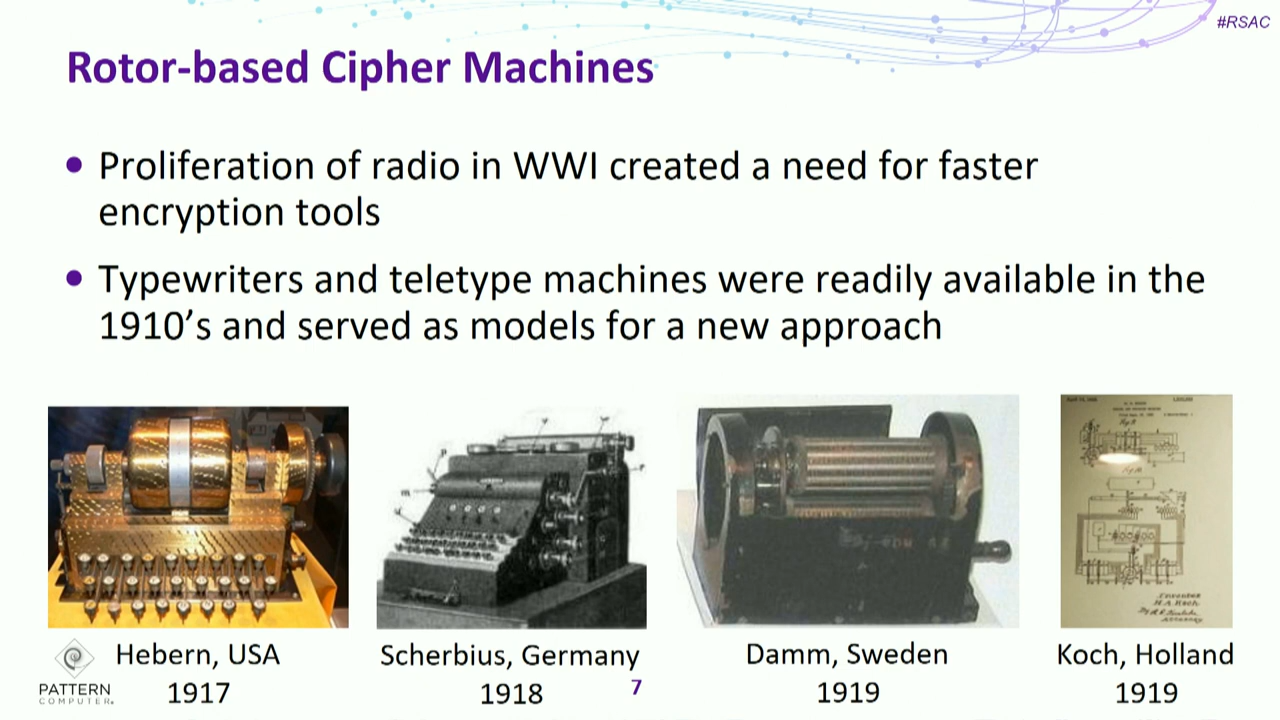 #RSAC
Rotor-based Cipher Machines
• Proliferation of radio in WWI created a need for faster
encryption tools
• Typewriters and teletype machines were readily available in the
1910’s and served as models for a new approach
Hebern, USA
1917
Scherbius, Germany
1918
Damm, Sweden
1919
Koch, Holland
1919
PATTERN
COMPUTER
7
Inventor
H.A. Koch